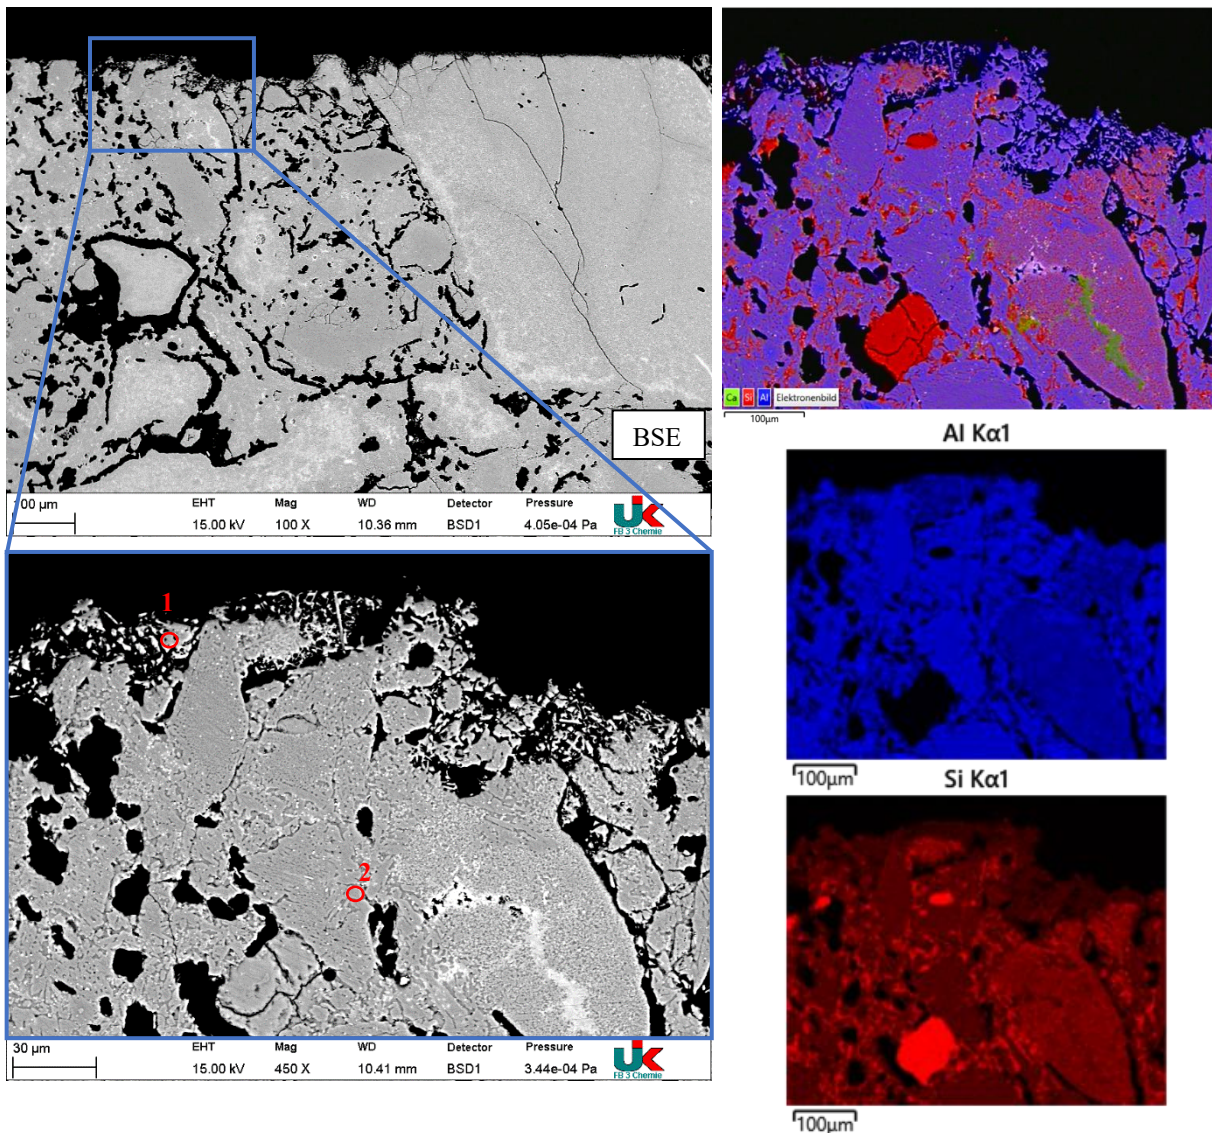 BSE
100 µm
EHT Mag WD Detector Pressure
15.00 kV 100 X 10.36 mm BSD1 4.05e-04 Pa
FB 3 Chemie
1
2
30 µm
EHT Mag WD Detector Pressure
15.00 kV 450 X 10.41 mm BSD1 3.44e-04 Pa
FB 3 Chemie
Ca Si Al Elektronenbild
100µm
Al Kα1
100µm
Si Kα1
100µm